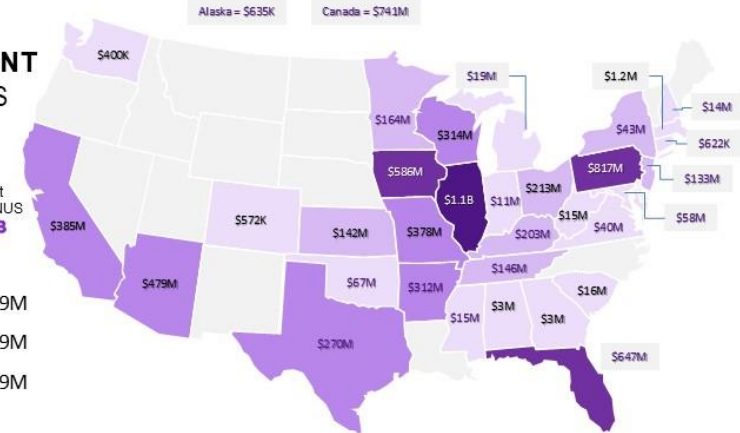 Alaska = $635K
Canada = $741M
NT
S
t
NUS
B
9M
9M
9M
$400K
$19M
$1.2M
$14M
$164M
$314M
$43M
$622K
$586M
$817M
$133M
$1.1B
$11M
$213M
$15M
$58M
$572K
$142M
$378M
$203M
$40M
$385M
$479M
$67M
$312M
$146M
$16M
$270M
$15M
$3M
$3M
$647M